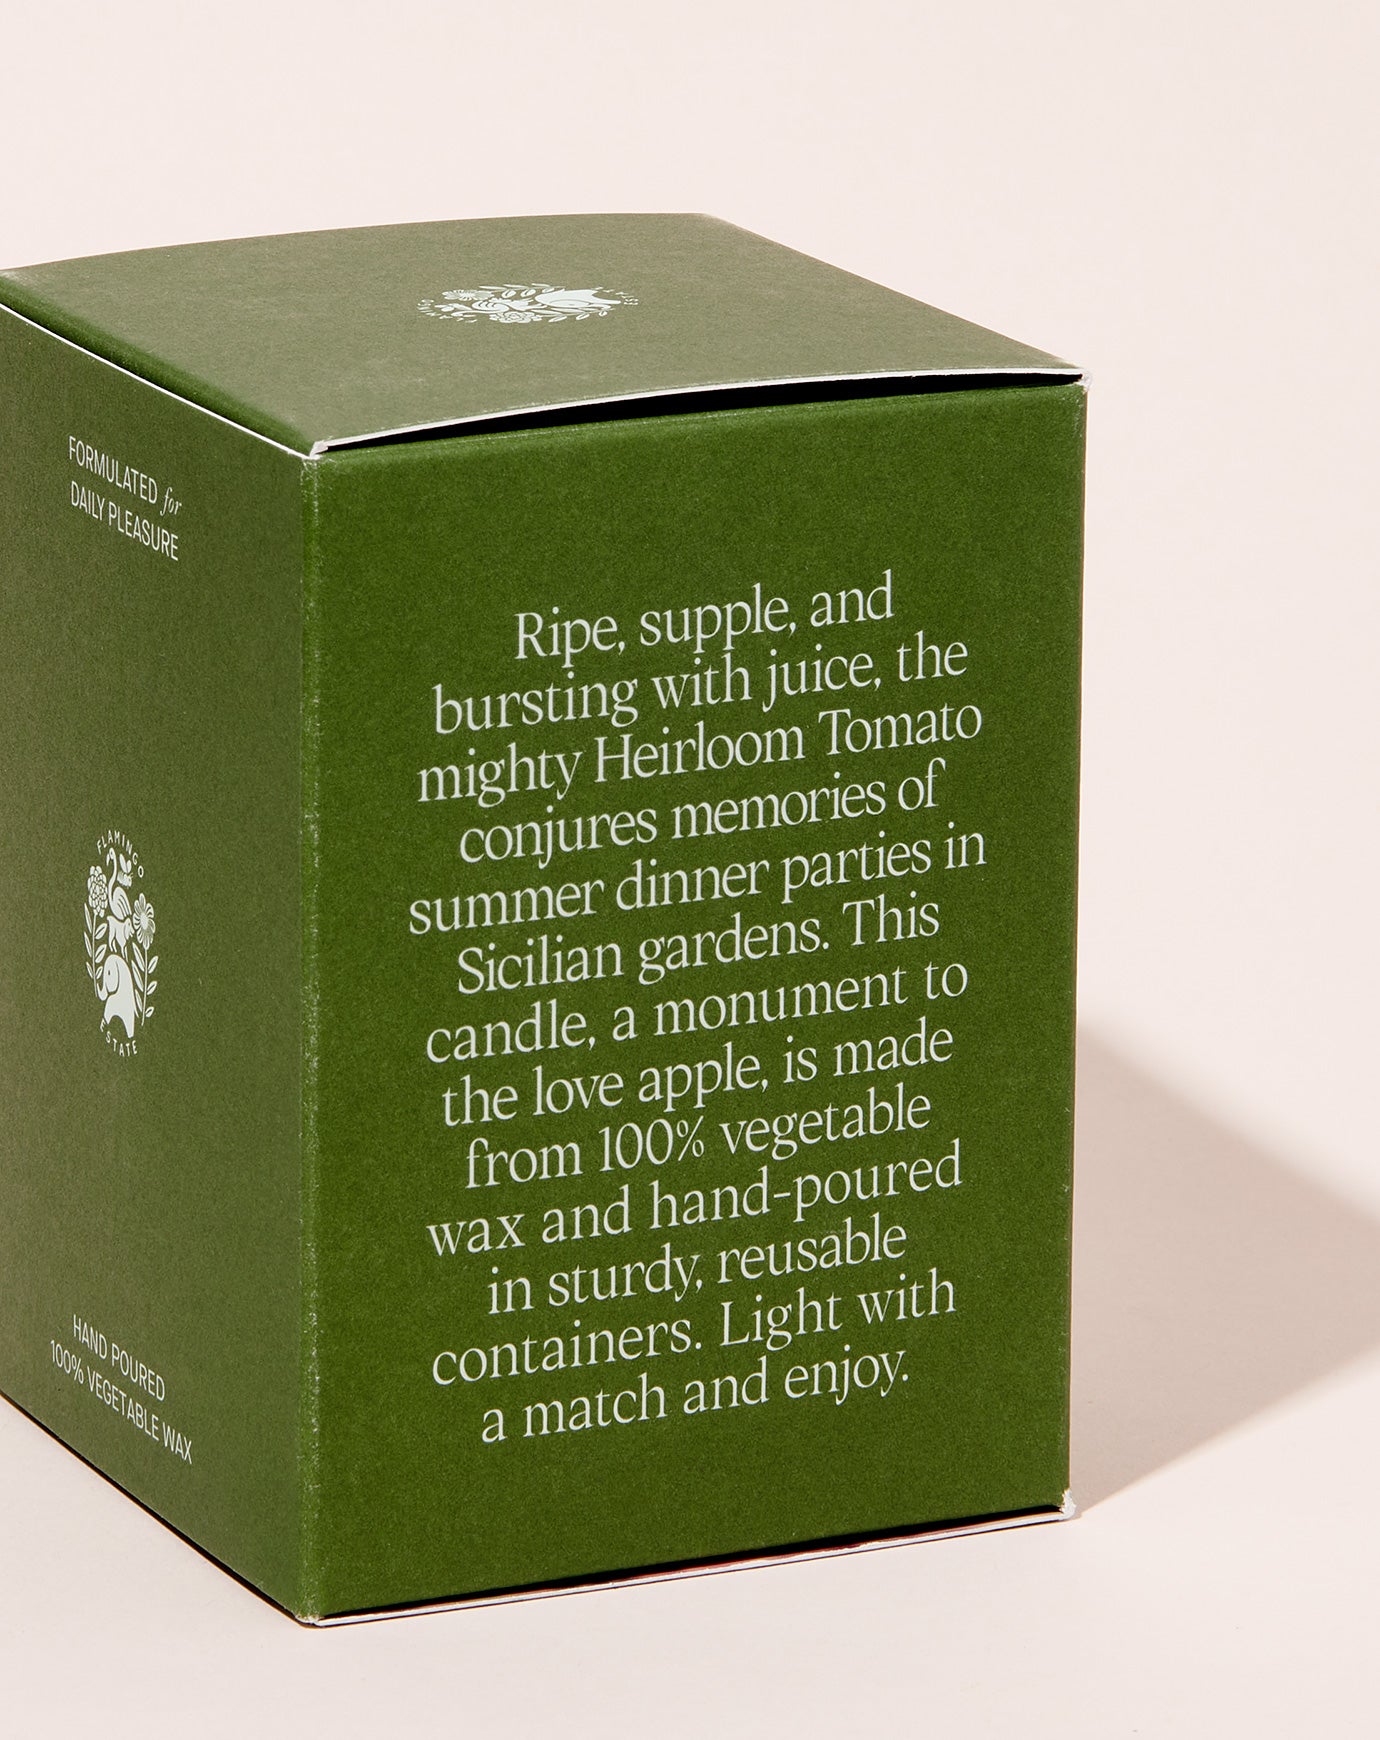 FORMULATED for
DAILY PLEASURE
FLAMINGO
ESTATE
HAND POURED
100% VEGETABLE WAX
Ripe, supple, and
bursting with juice, the
mighty Heirloom Tomato
conjures memories of
summer dinner parties in
Sicilian gardens. This
candle, a monument to
the love apple, is made
from 100% vegetable
wax and hand-poured
in sturdy, reusable
containers. Light with
a match and enjoy.